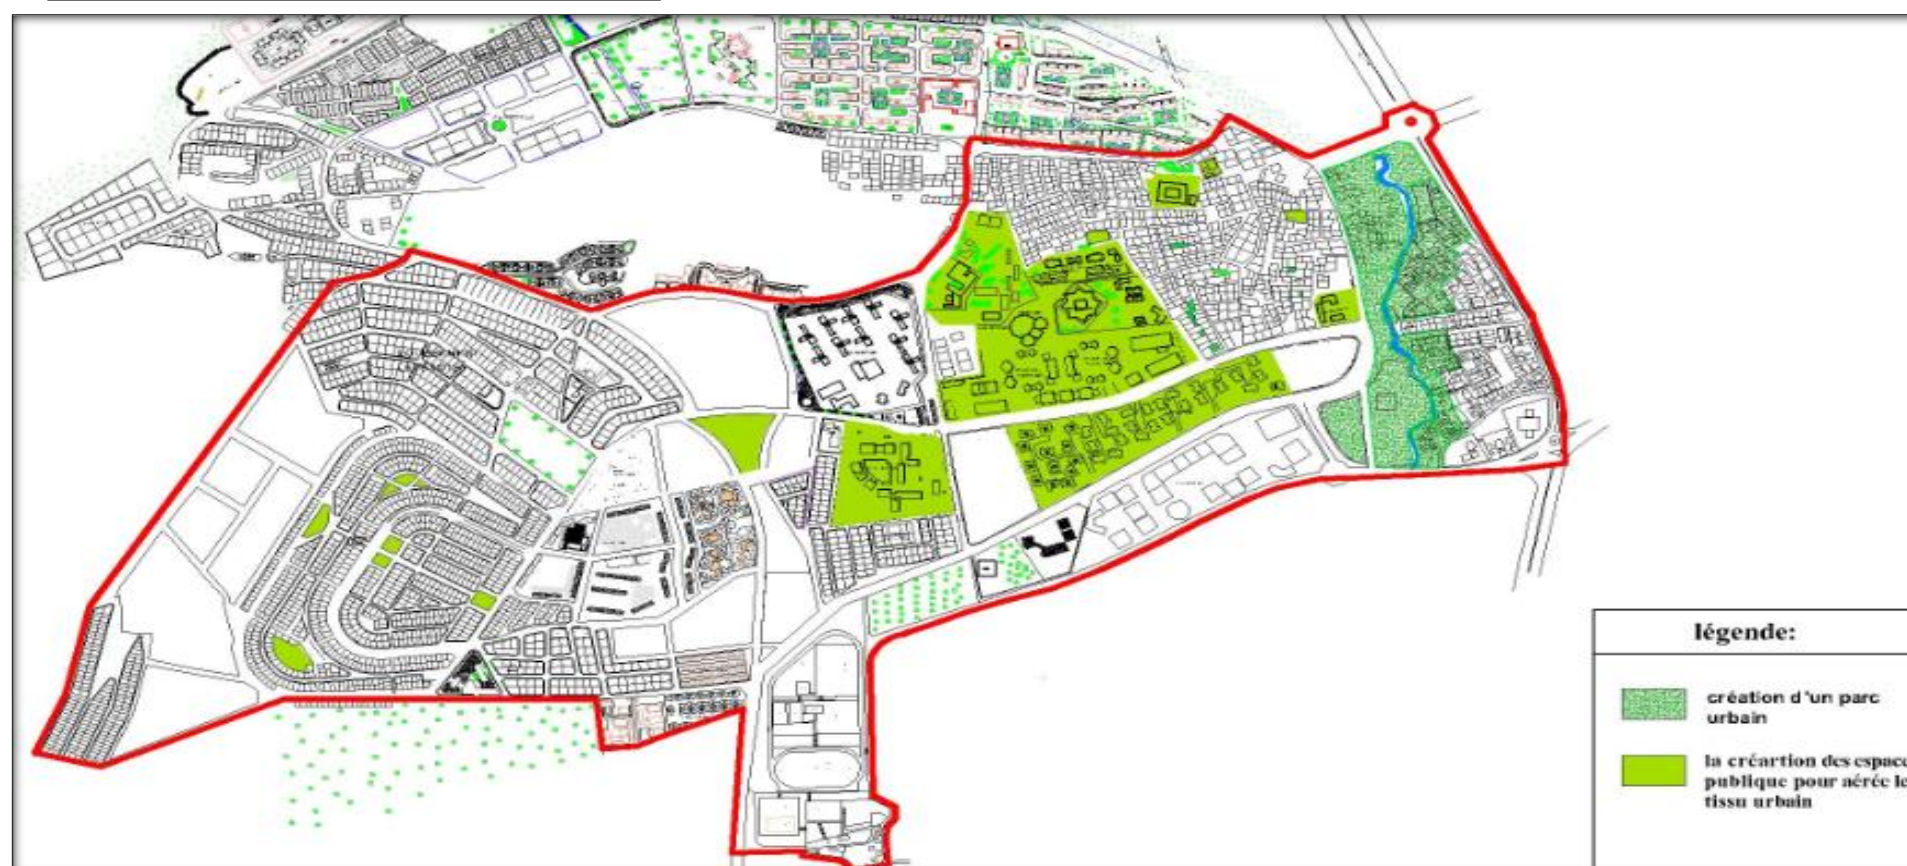 légende:
création d'un parc
urbain
la créartion des espace
publique pour aérée le
tissu urbain